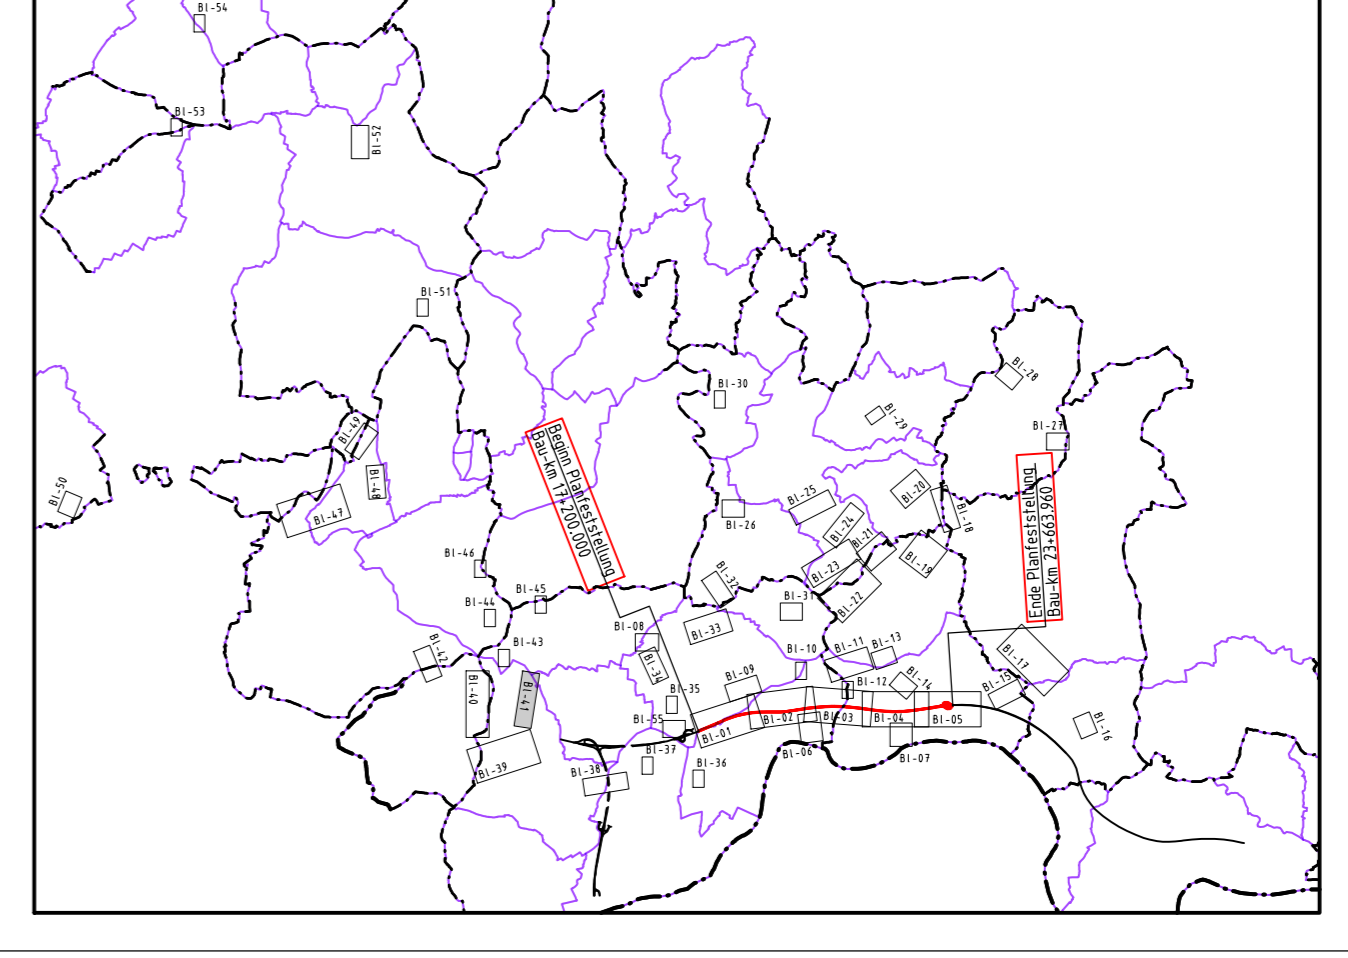 Bl-54
Bl-53
Bl-52
Bl-51
Bl-30
Bl-28
Bl-29
Bl-27
Bl-49
Bl-48
Bl-50
Bl-47
Beginn Planfeststellung
Bau-Km 17+200.000
Ende Planfeststellung
Bau-Km 23+663.960
Bl-26
Bl-25
Bl-20
Bl-18
Bl-24
Bl-21
Bl-19
Bl-23
Bl-22
Bl-46
Bl-45
Bl-44
Bl-32
Bl-31
Bl-33
Bl-08
Bl-34
Bl-43
Bl-42
Bl-40
Bl-41
Bl-39
Bl-35
Bl-55
Bl-09
Bl-10
Bl-11
Bl-13
Bl-12
Bl-14
Bl-15
Bl-17
Bl-16
Bl-01
Bl-02
Bl-03
Bl-04
Bl-05
Bl-06
Bl-07
Bl-37
Bl-36
Bl-38